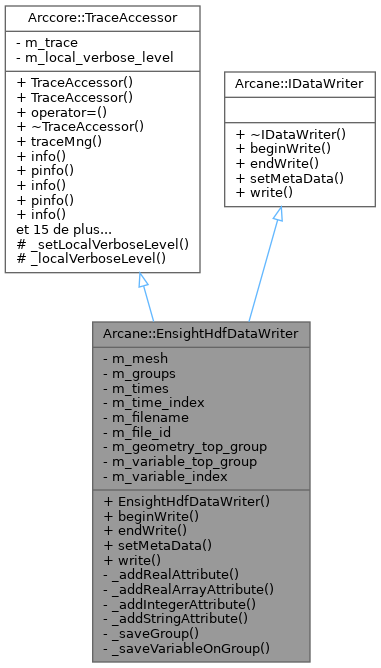 Arccore::TraceAccessor
- m_trace
- m_local_verbose_level
+ TraceAccessor()
+ TraceAccessor()
+ operator=()
+ ~TraceAccessor()
+ traceMng()
+ info()
+ pinfo()
+ info()
+ pinfo()
+ info()
et 15 de plus...
# _setLocalVerboseLevel()
# _localVerboseLevel()
Arcane::IDataWriter
+ ~IDataWriter()
+ beginWrite()
+ endWrite()
+ setMetaData()
+ write()
Arcane::EnsightHdfDataWriter
- m_mesh
- m_groups
- m_times
- m_time_index
- m_filename
- m_file_id
- m_geometry_top_group
- m_variable_top_group
- m_variable_index
+ EnsightHdfDataWriter()
+ beginWrite()
+ endWrite()
+ setMetaData()
+ write()
- _addRealAttribute()
- _addRealArrayAttribute()
- _addIntegerAttribute()
- _addStringAttribute()
- _saveGroup()
- _saveVariableOnGroup()